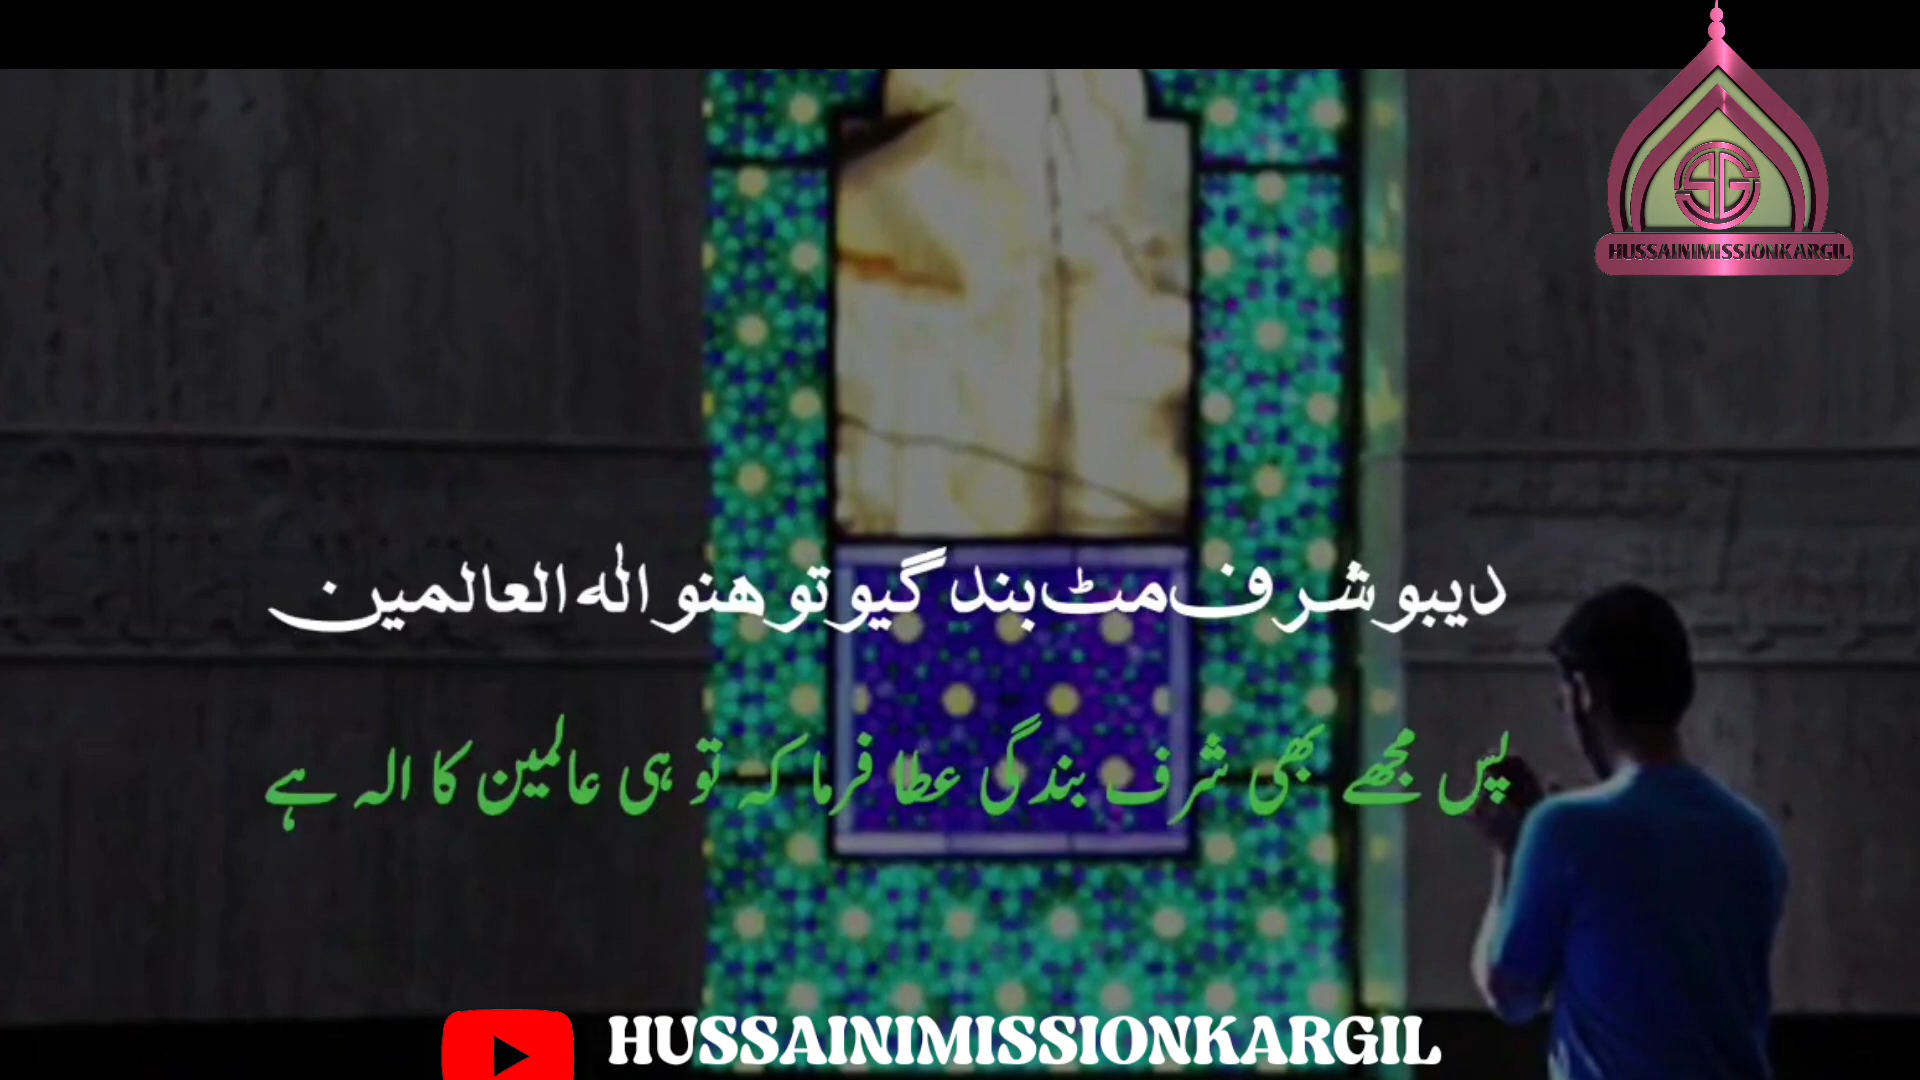 HUSSAINIMISSIONKARGIL
دیبو شرف مٹ بند گیو تو ھنو الٰه العالمین
پس مجھے بھی شرف بندگی عطا فرما کہ تو ہی عالمین کا الہ ہے
HUSSAINIMISSIONKARGIL